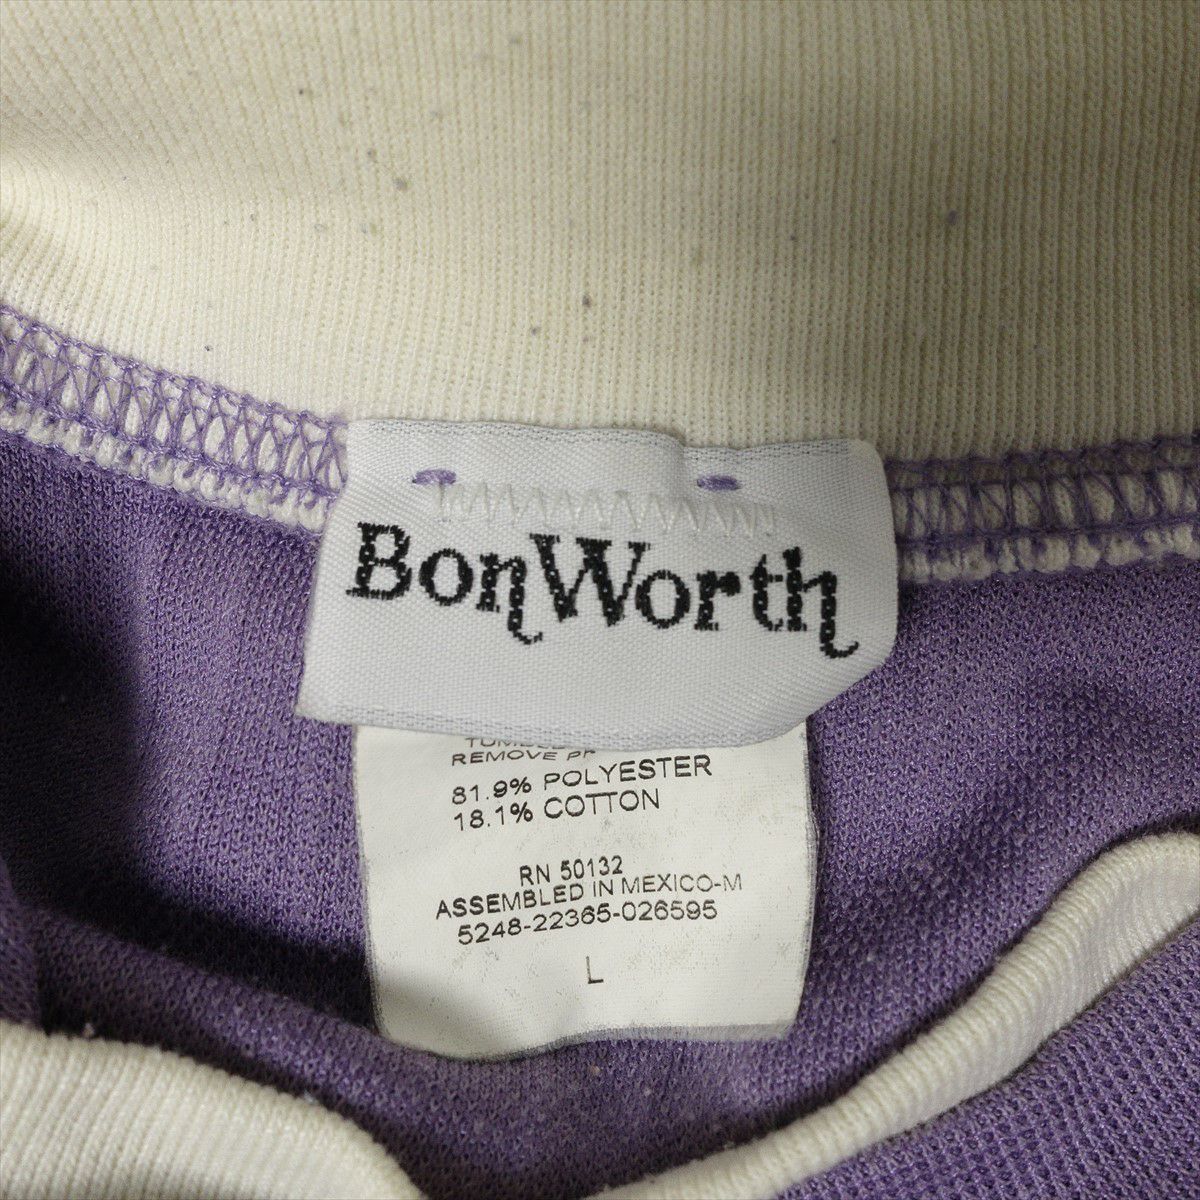 BonWorth
REMOVE
81.9% POLYESTER
18.1% COTTON
RN 50132
ASSEMBLED IN MEXICO-M
5248-22365-026595
L